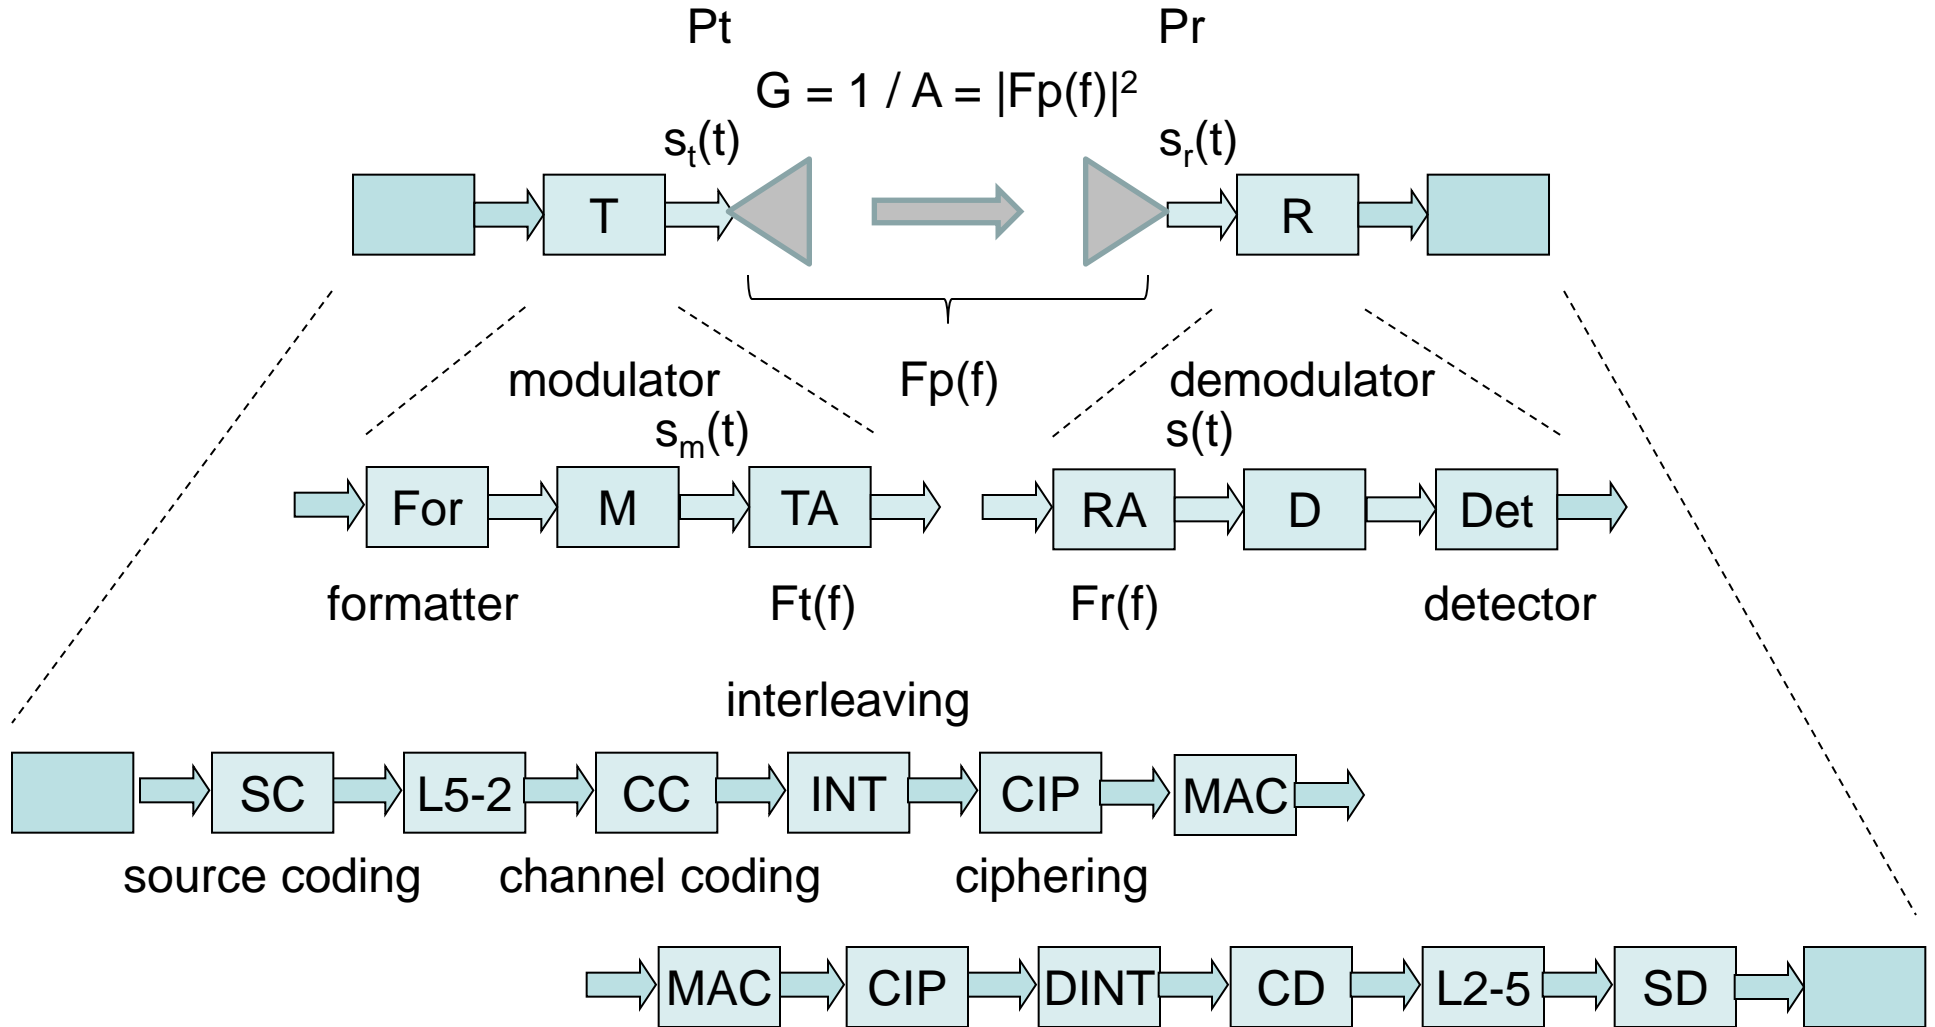 Pt Pr
G = 1 / A = |Fp(f)|²
sₜ(t) sᵣ(t)
T R
modulator Fp(f) demodulator
sₘ(t) s(t)
For M TA RA D Det
formatter Ft(f) Fr(f) detector
interleaving
SC L5-2 CC INT CIP MAC
source coding channel coding ciphering
MAC CIP DINT CD L2-5 SD